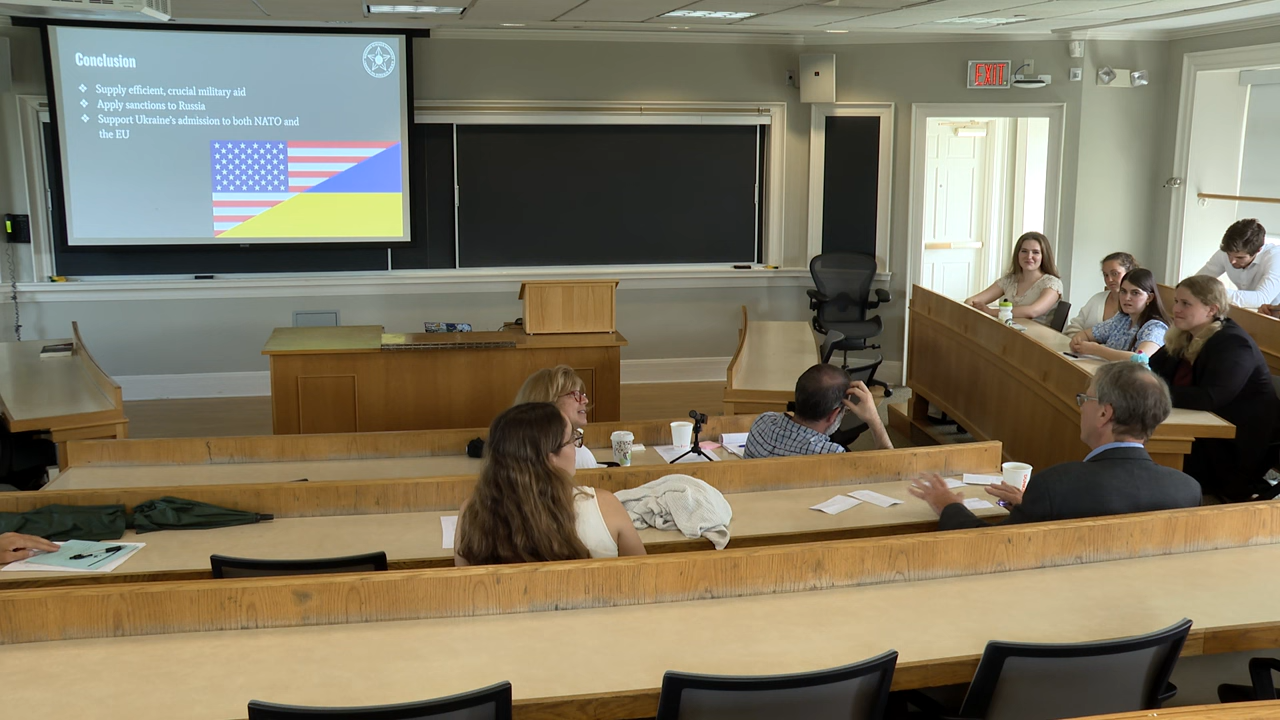 Conclusion
❖ Supply efficient, crucial military aid
❖ Apply sanctions to Russia
❖ Support Ukraine's admission to both NATO and
the EU
EXIT